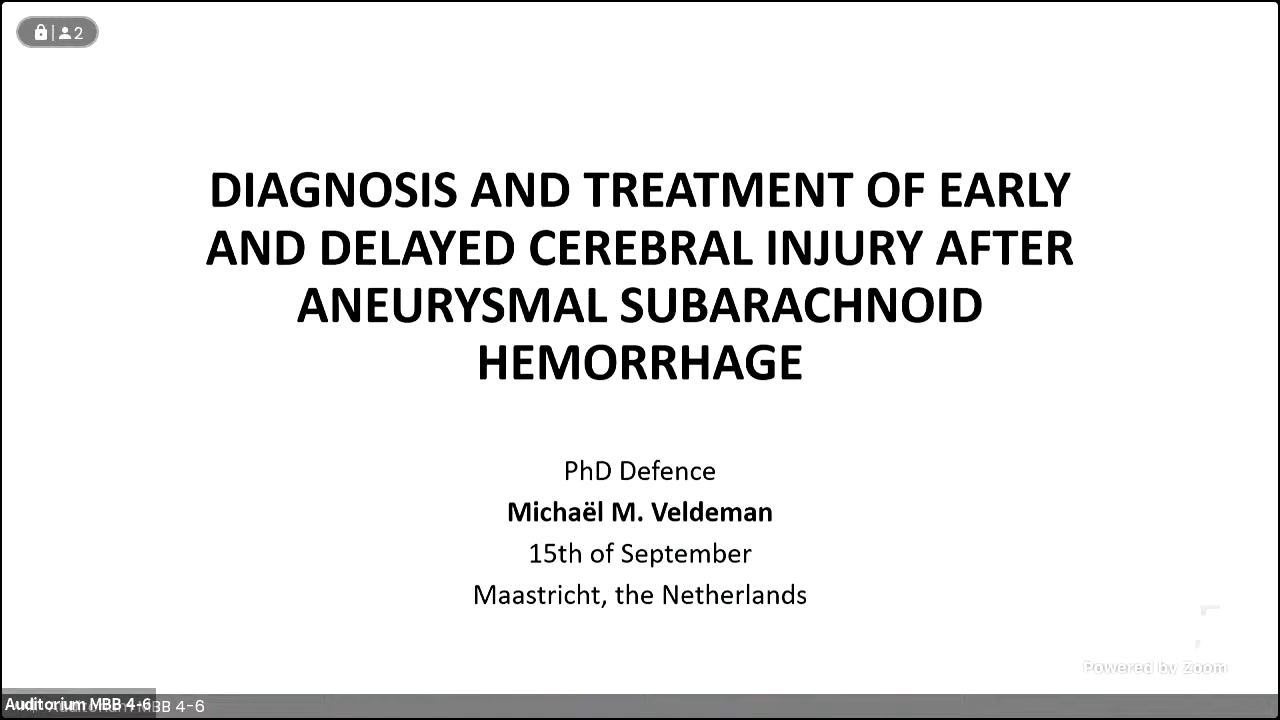 2
DIAGNOSIS AND TREATMENT OF EARLY
AND DELAYED CEREBRAL INJURY AFTER
ANEURYSMAL SUBARACHNOID
HEMORRHAGE
PhD Defence
Michaël M. Veldeman
15th of September
Maastricht, the Netherlands
Powered by Zoom
Auditorium MBB 4-6